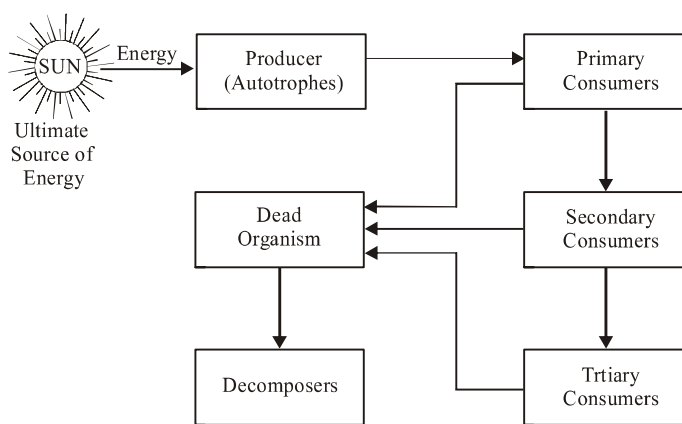 SUN
Energy
Ultimate
Source of
Energy
Producer
(Autotrophes)
Primary
Consumers
Dead
Organism
Secondary
Consumers
Decomposers
Trtiary
Consumers